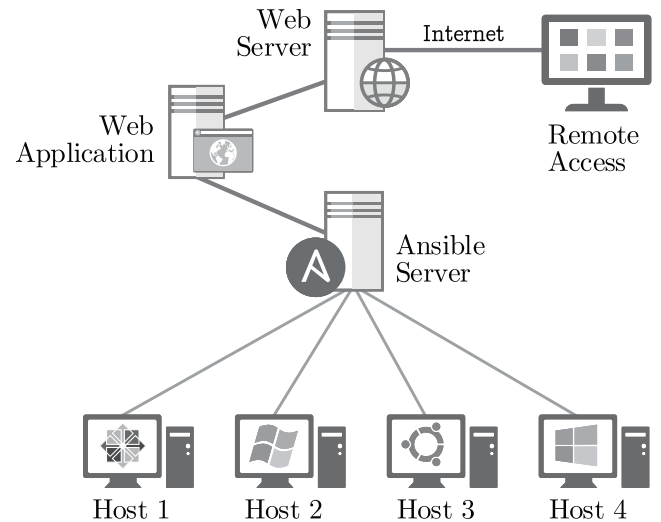 Web
Server
Internet
Web
Application
Remote
Access
Ansible
Server
Host 1
Host 2
Host 3
Host 4